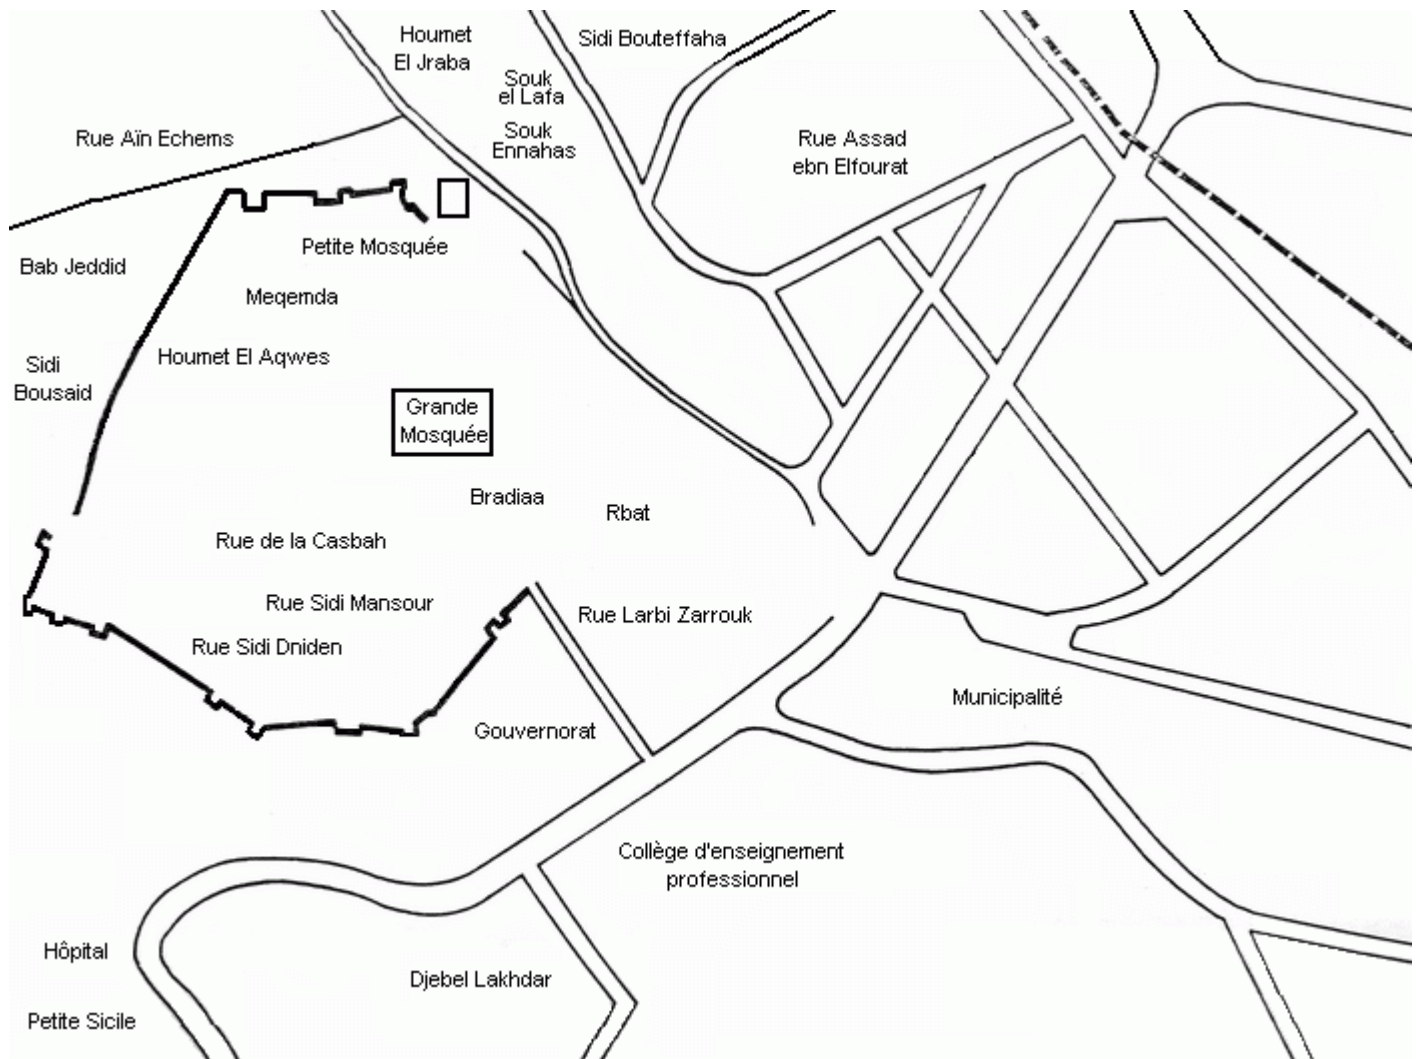 Houmet
El Jraba
Sidi Bouteffaha
Souk
el Lafa
Souk
Ennahas
Rue Aïn Echems
Rue Assad
ebn Elfourat
Petite Mosquée
Bab Jeddid
Meqemda
Houmet El Aqwes
Sidi
Bousaid
Grande
Mosquée
Bradiaa
Rbat
Rue de la Casbah
Rue Sidi Mansour
Rue Larbi Zarrouk
Rue Sidi Dniden
Municipalité
Gouvernorat
Collège d'enseignement
professionnel
Hôpital
Djebel Lakhdar
Petite Sicile